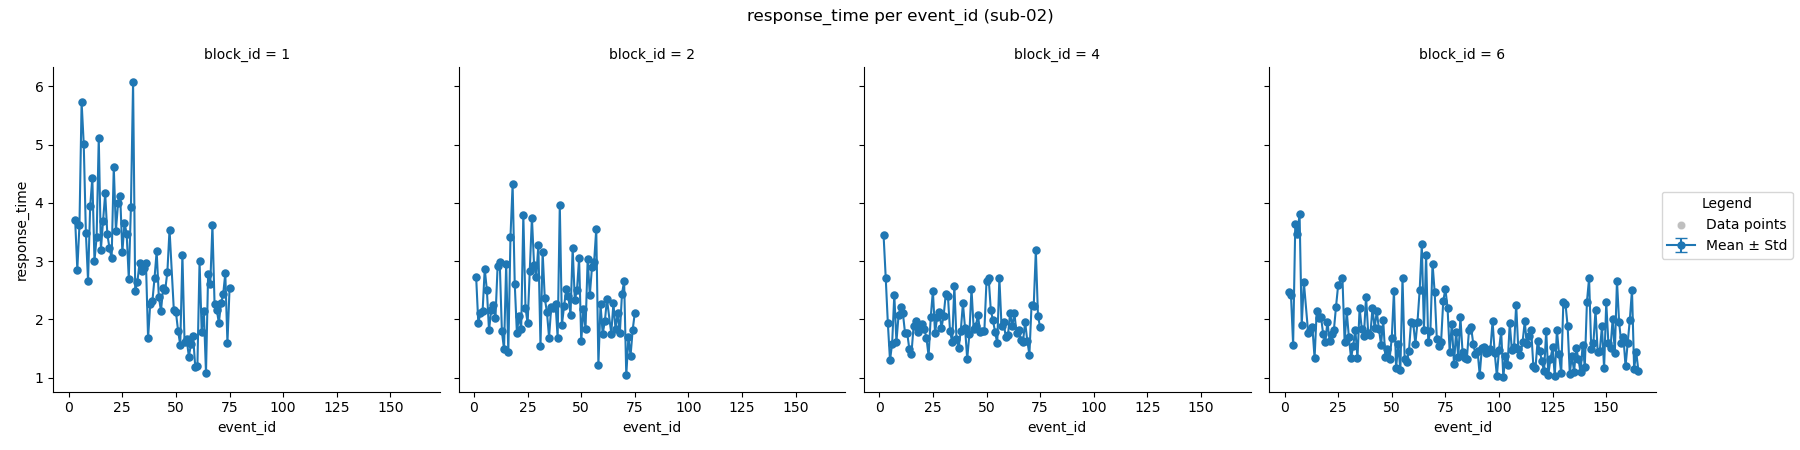 response_time per event_id (sub-02)
block_id = 1
block_id = 2
block_id = 4
block_id = 6
response_time
6
5
4
3
2
1
0 25 50 75 100 125 150
0 25 50 75 100 125 150
0 25 50 75 100 125 150
0 25 50 75 100 125 150
event_id
event_id
event_id
event_id
Legend
Data points
Mean ± Std